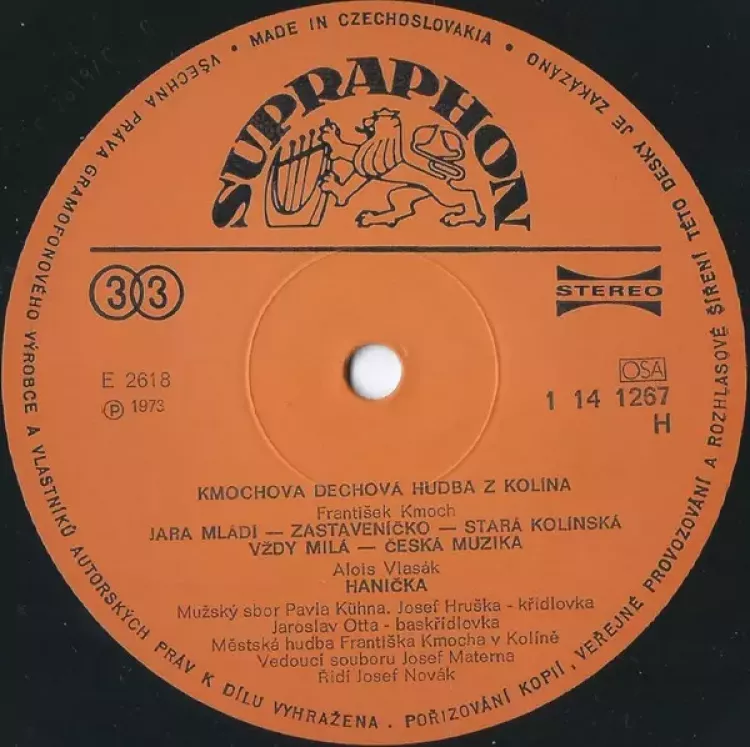 • MADE IN CZECHOSLOVAKIA •
VŠECHNA PRÁVA GRAMOFONOVÉHO VÝROBCE A VLASTNÍKŮ AUTORSKÝCH PRÁV K DÍLU VYHRAŽENA. POŘIZOVÁNÍ KOPIÍ, VEŘEJNÉ PROVOZOVÁNÍ A ROZHLASOVÉ ŠÍŘENÍ TÉTO DESKY JE ZAKÁZÁNO
SUPRAPHON
33
STEREO
E 2618
Ⓟ 1973
OSA
1 14 1267
H
KMOCHOVA DECHOVÁ HUDBA Z KOLÍNA
František Kmoch
JARA MLÁDÍ — ZASTAVENÍČKO — STARÁ KOLÍNSKÁ
VŽDY MILÁ — ČESKÁ MUZIKA
Alois Vlasák
HANIČKA
Mužský sbor Pavla Kühna. Josef Hruška - křídlovka
Jaroslav Otta - baskřídlovka
Městská hudba Františka Kmocha v Kolíně
Vedoucí souboru Josef Materna
Řídí Josef Novák